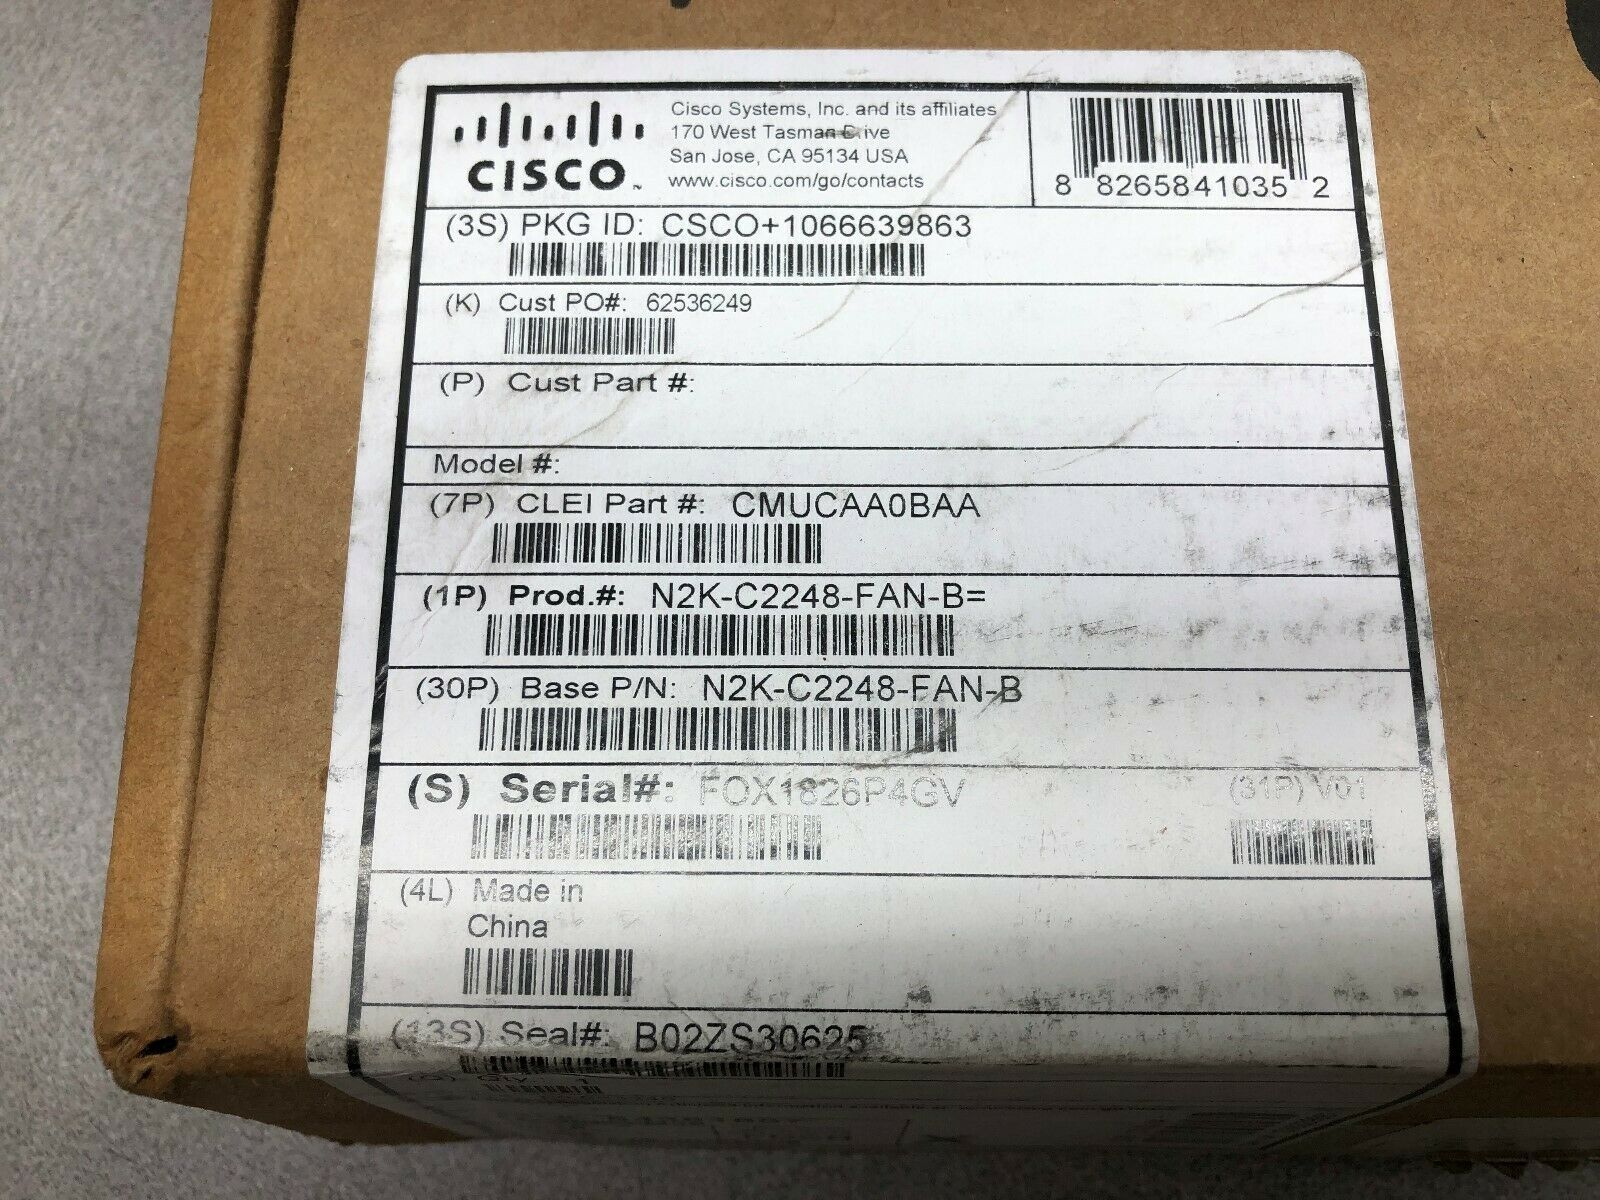 CISCO™
Cisco Systems, Inc. and its affiliates
170 West Tasman Drive
San Jose, CA 95134 USA
www.cisco.com/go/contacts
8 8265841035 2
(3S) PKG ID: CSCO+1066639863
(K) Cust PO#: 62536249
(P) Cust Part #:
Model #:
(7P) CLEI Part #: CMUCAA0BAA
(1P) Prod.#: N2K-C2248-FAN-B=
(30P) Base P/N: N2K-C2248-FAN-B
(S) Serial#: FOX1826P4GV (31P) V01
(4L) Made in
China
(13S) Seal#: B02ZS30625
(Q) Qty 1